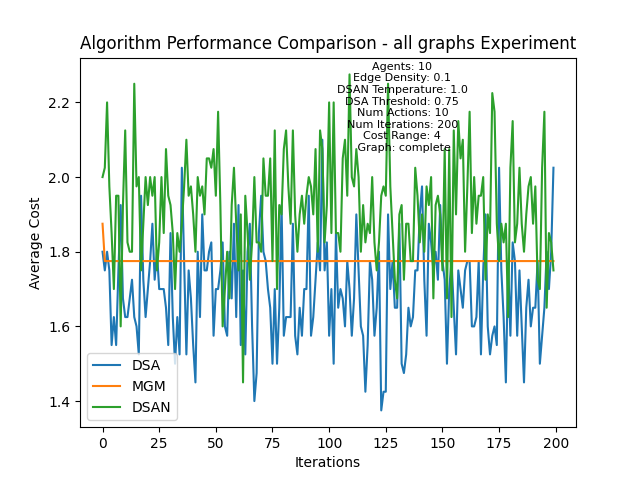 Algorithm Performance Comparison - all graphs Experiment
Agents: 10
Edge Density: 0.1
DSAN Temperature: 1.0
DSA Threshold: 0.75
Num Actions: 10
Num Iterations: 200
Cost Range: 4
Graph: complete
Average Cost
2.2
2.0
1.8
1.6
1.4
DSA
MGM
DSAN
0 25 50 75 100 125 150 175 200
Iterations